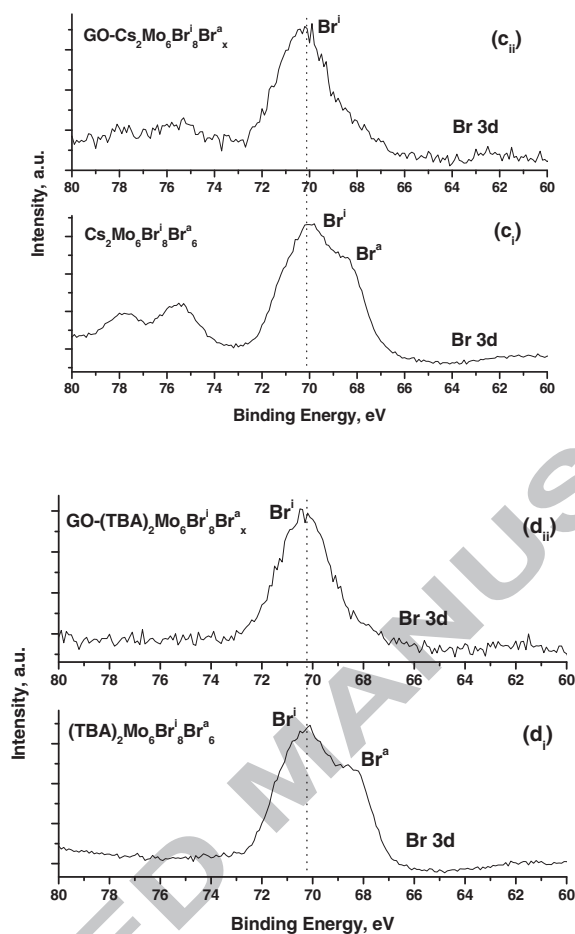 GO-Cs₂Mo₆Brⁱ₈Brᵃₓ
Brⁱ
(cᵢᵢ)
Br 3d
80 78 76 74 72 70 68 66 64 62 60
Cs₂Mo₆Brⁱ₈Brᵃ₆
Brⁱ
Brᵃ
(cᵢ)
Br 3d
Intensity, a.u.
80 78 76 74 72 70 68 66 64 62 60
Binding Energy, eV
GO-(TBA)₂Mo₆Brⁱ₈Brᵃₓ
Brⁱ
(dᵢᵢ)
Br 3d
80 78 76 74 72 70 68 66 64 62 60
(TBA)₂Mo₆Brⁱ₈Brᵃ₆
Brⁱ
Brᵃ
(dᵢ)
Br 3d
Intensity, a.u.
80 78 76 74 72 70 68 66 64 62 60
Binding Energy, eV
ED MANUS